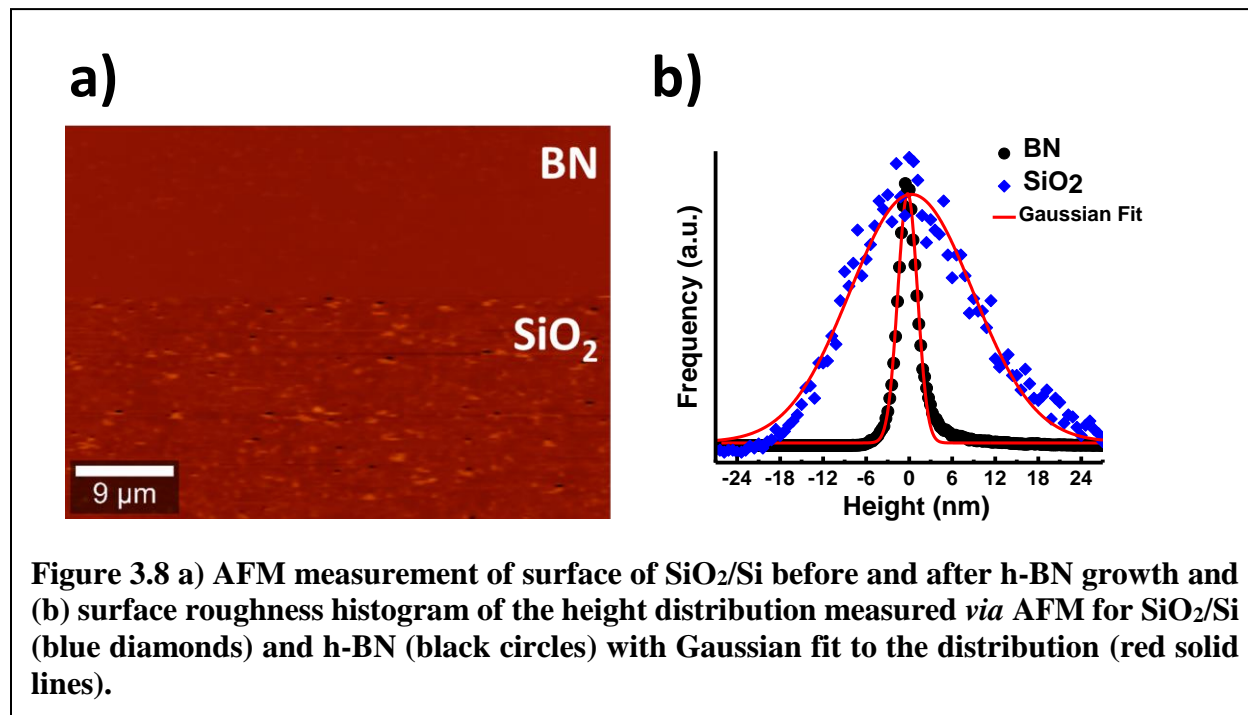 a)
b)
BN
SiO₂
9 µm
BN
SiO2
Gaussian Fit
Frequency (a.u.)
-24 -18 -12 -6 0 6 12 18 24
Height (nm)
Figure 3.8 a) AFM measurement of surface of SiO₂/Si before and after h-BN growth and
(b) surface roughness histogram of the height distribution measured via AFM for SiO₂/Si
(blue diamonds) and h-BN (black circles) with Gaussian fit to the distribution (red solid
lines).